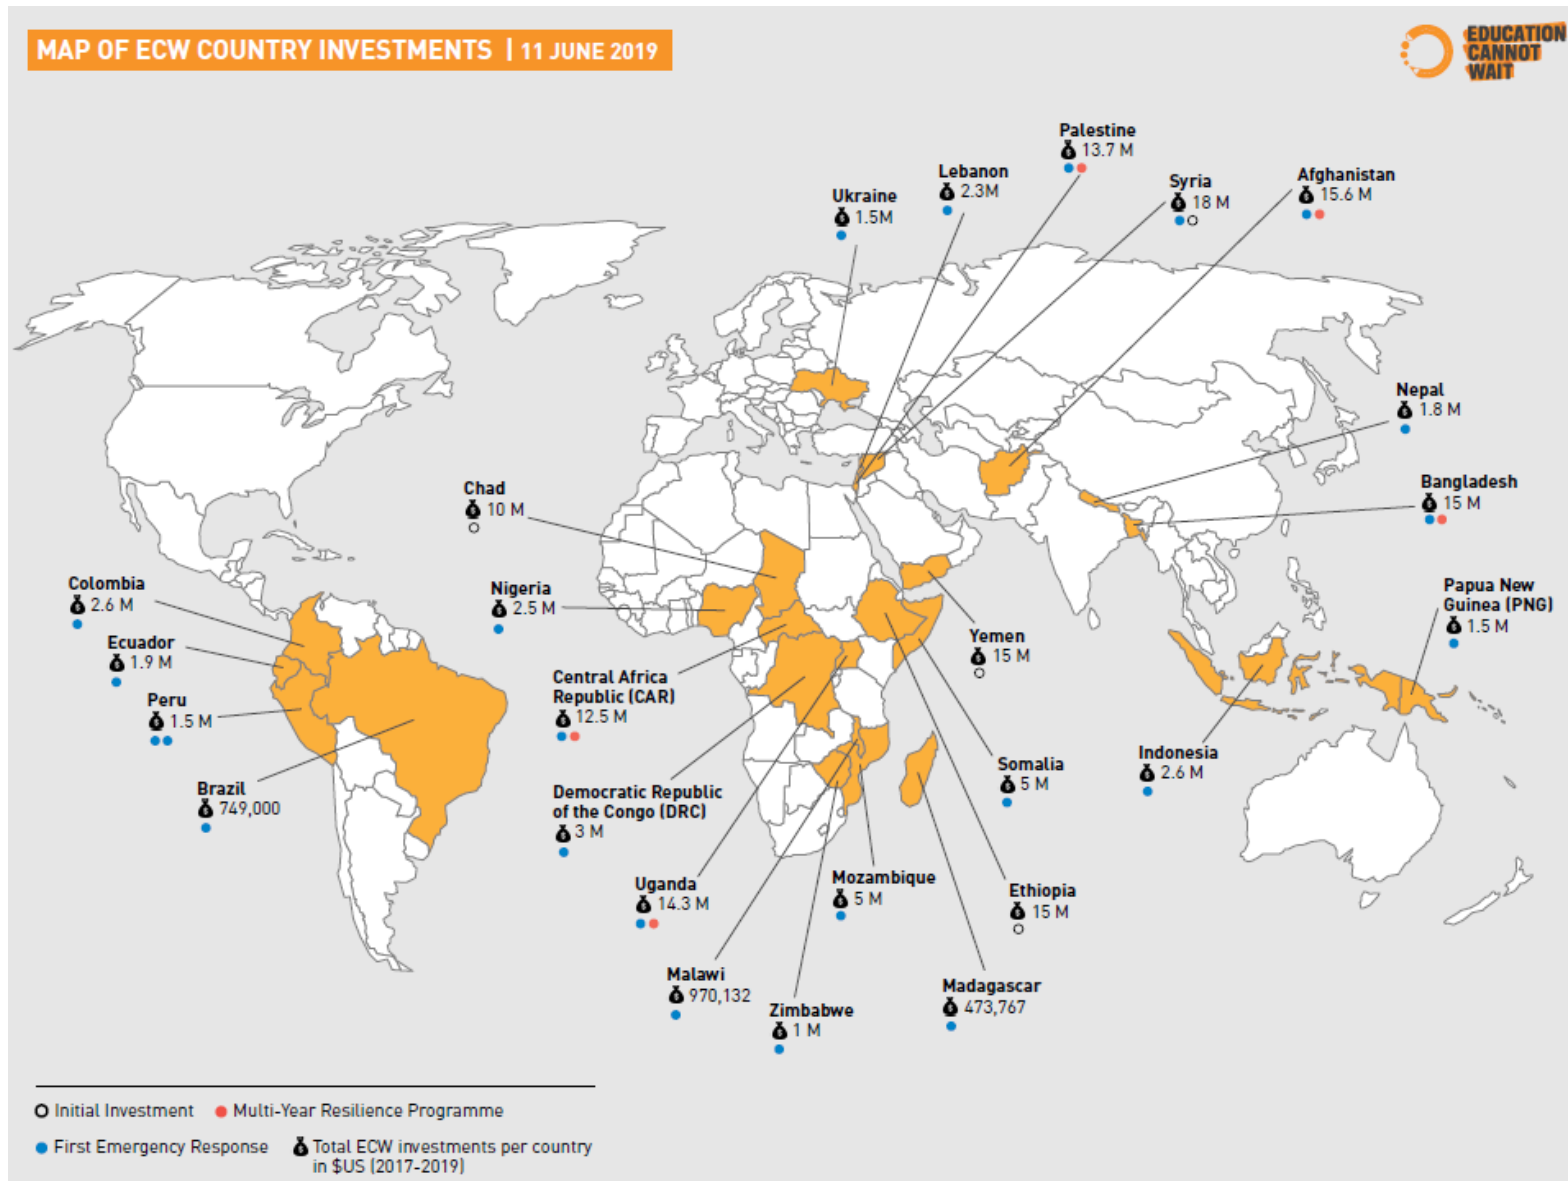 MAP OF ECW COUNTRY INVESTMENTS | 11 JUNE 2019
EDUCATION
CANNOT
WAIT
Palestine
13.7 M
Lebanon
2.3M
Ukraine
1.5M
Syria
18 M
Afghanistan
15.6 M
Nepal
1.8 M
Bangladesh
15 M
Chad
10 M
Nigeria
2.5 M
Colombia
2.6 M
Ecuador
1.9 M
Peru
1.5 M
Brazil
749,000
Central Africa
Republic (CAR)
12.5 M
Democratic Republic
of the Congo (DRC)
3 M
Uganda
14.3 M
Malawi
970,132
Zimbabwe
1 M
Mozambique
5 M
Madagascar
473,767
Ethiopia
15 M
Somalia
5 M
Yemen
15 M
Papua New
Guinea (PNG)
1.5 M
Indonesia
2.6 M
Initial Investment
Multi-Year Resilience Programme
First Emergency Response
Total ECW investments per country
in $US (2017-2019)